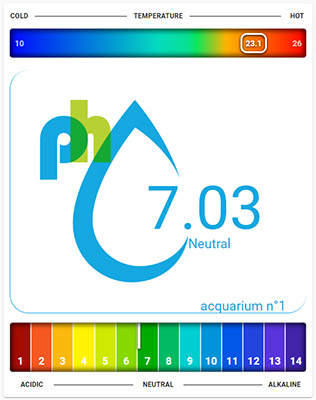 COLD TEMPERATURE HOT
10 23.1 26
ph
7.03
Neutral
acquarium n°1
1 2 3 4 5 6 7 8 9 10 11 12 13 14
ACIDIC NEUTRAL ALKALINE